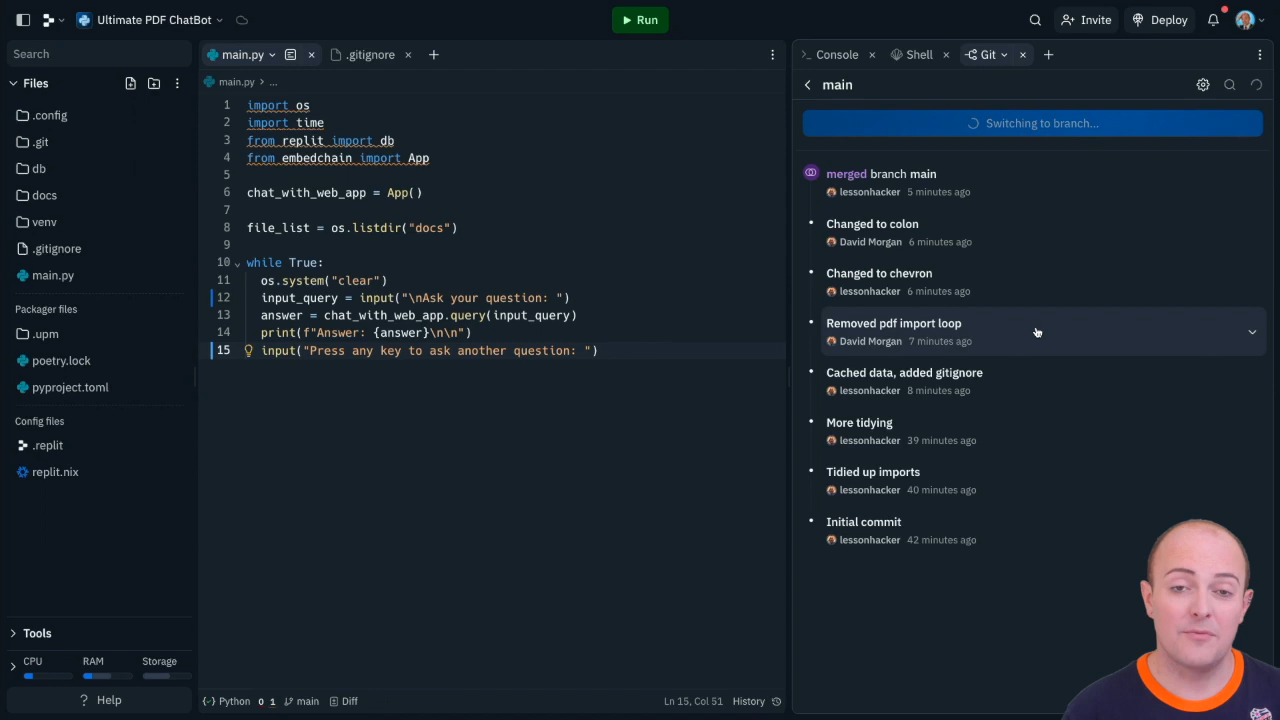 Ultimate PDF ChatBot
Run
Invite
Deploy
Search
Files
.config
.git
db
docs
venv
.gitignore
main.py
Packager files
.upm
poetry.lock
pyproject.toml
Config files
.replit
replit.nix
Tools
CPU
RAM
Storage
Help
main.py
.gitignore
main.py > ...
1 import os
2 import time
3 from replit import db
4 from embedchain import App
5
6 chat_with_web_app = App()
7
8 file_list = os.listdir("docs")
9
10 while True:
11 os.system("clear")
12 input_query = input("\nAsk your question: ")
13 answer = chat_with_web_app.query(input_query)
14 print(f"Answer: {answer}\n\n")
15 input("Press any key to ask another question: ")
Python 0 1 main Diff
Ln 15, Col 51 History
Console
Shell
Git
main
Switching to branch...
merged branch main
lessonhacker 5 minutes ago
Changed to colon
David Morgan 6 minutes ago
Changed to chevron
lessonhacker 6 minutes ago
Removed pdf import loop
David Morgan 7 minutes ago
Cached data, added gitignore
lessonhacker 8 minutes ago
More tidying
lessonhacker 39 minutes ago
Tidied up imports
lessonhacker 40 minutes ago
Initial commit
lessonhacker 42 minutes ago